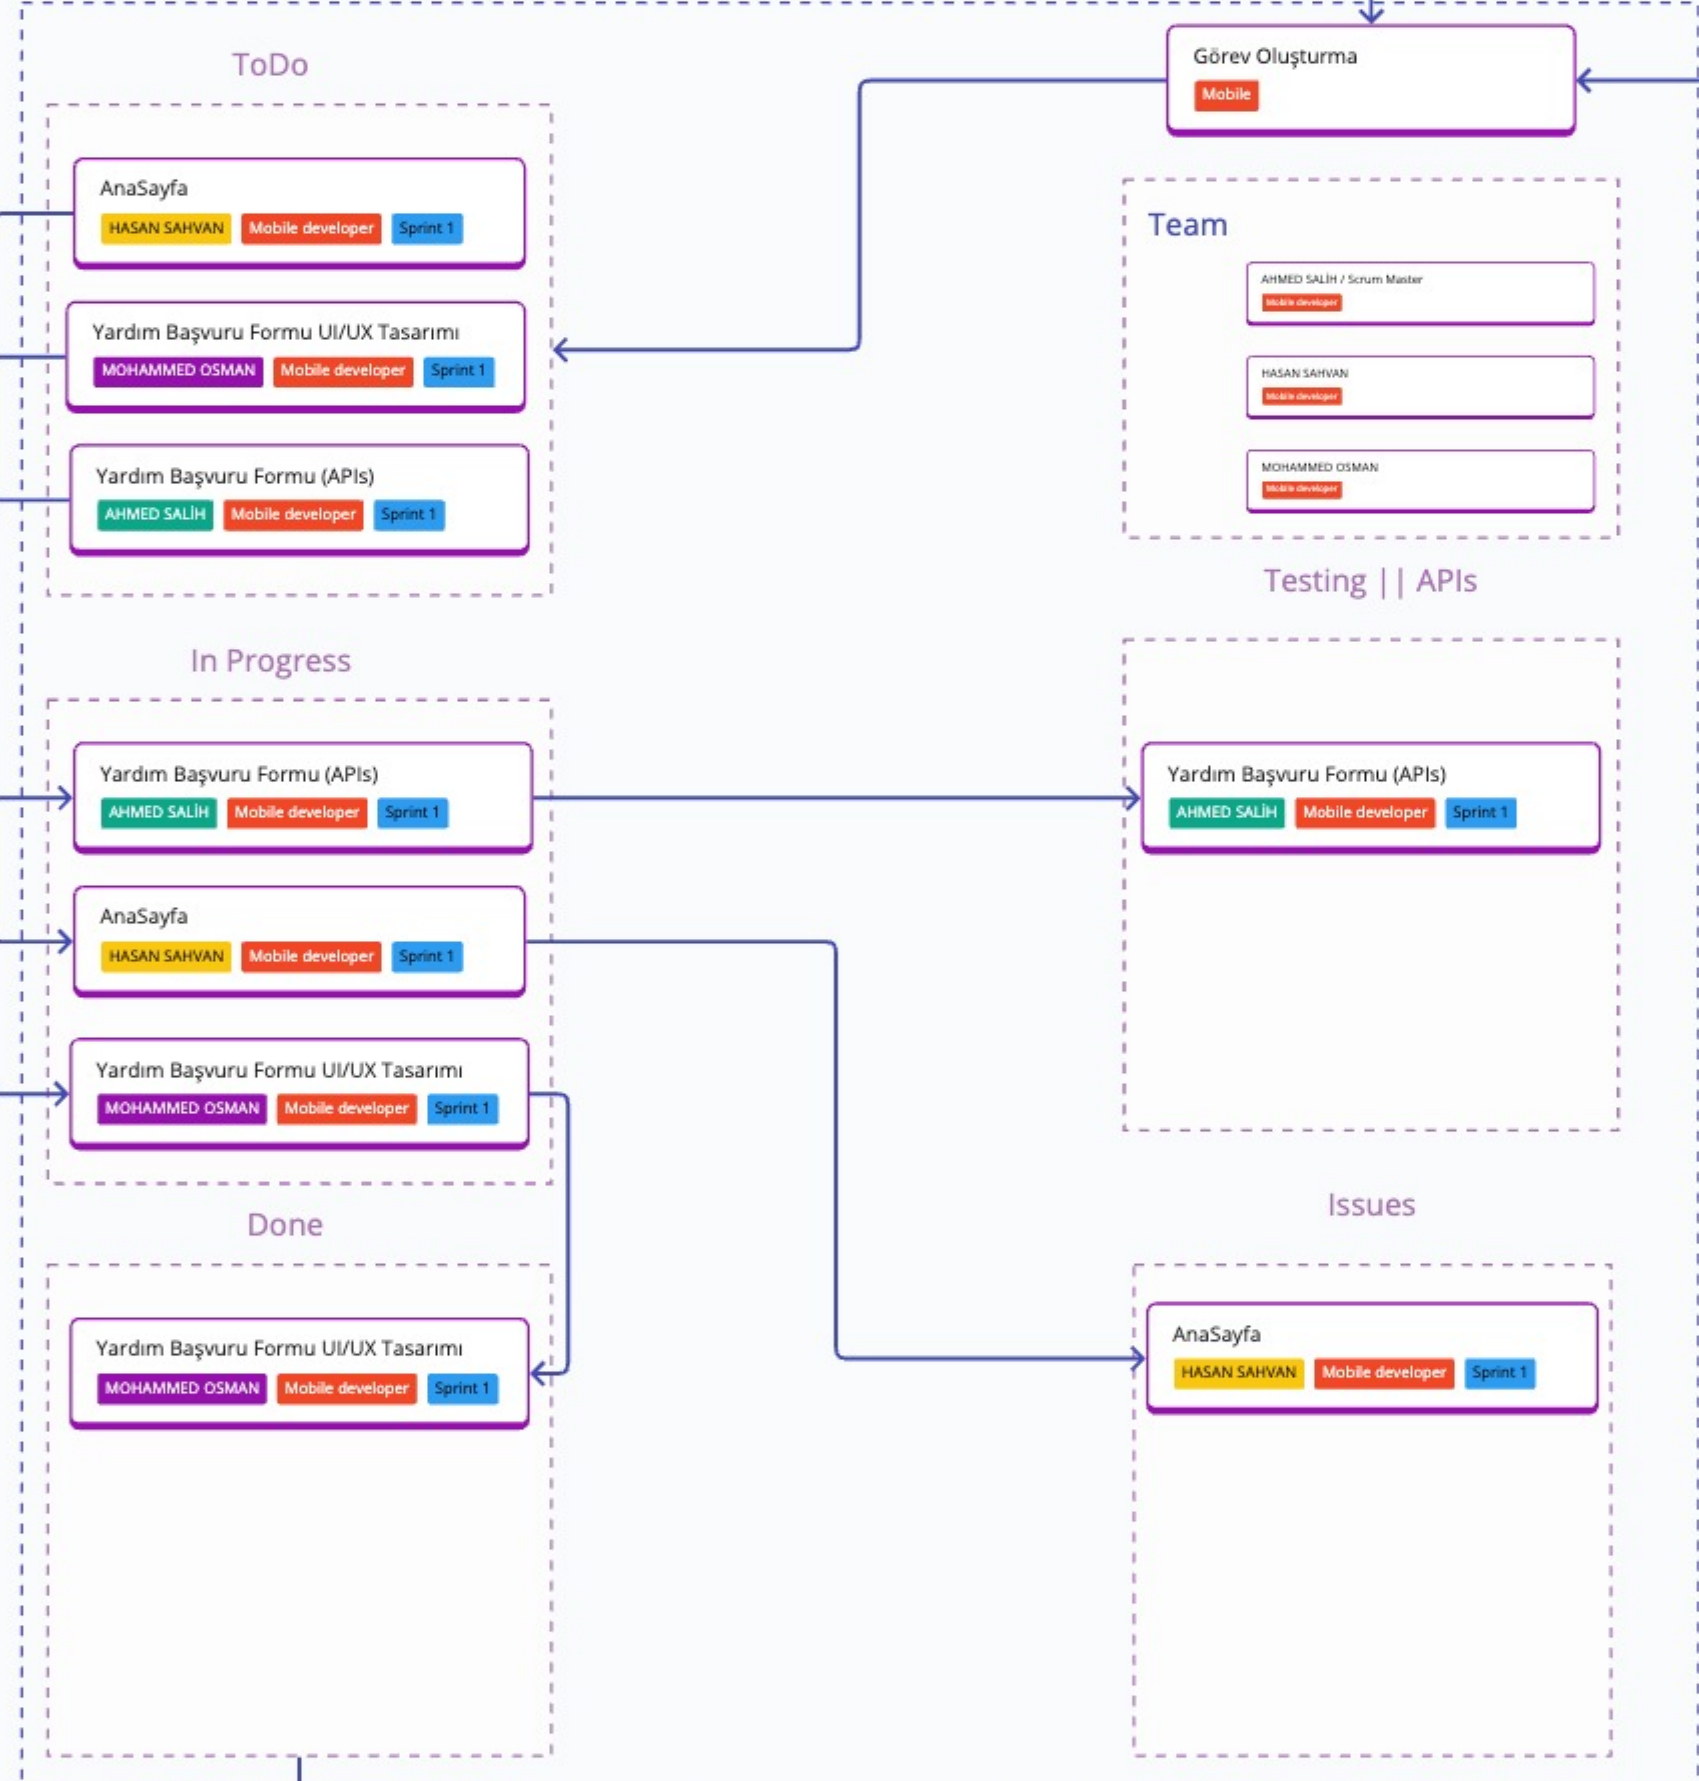 ToDo
AnaSayfa
HASAN SAHVAN Mobile developer Sprint 1
Yardım Başvuru Formu UI/UX Tasarımı
MOHAMMED OSMAN Mobile developer Sprint 1
Yardım Başvuru Formu (APIs)
AHMED SALİH Mobile developer Sprint 1
Görev Oluşturma
Mobile
Team
AHMED SALİH / Scrum Master
Mobile developer
HASAN SAHVAN
Mobile developer
MOHAMMED OSMAN
Mobile developer
In Progress
Yardım Başvuru Formu (APIs)
AHMED SALİH Mobile developer Sprint 1
AnaSayfa
HASAN SAHVAN Mobile developer Sprint 1
Yardım Başvuru Formu UI/UX Tasarımı
MOHAMMED OSMAN Mobile developer Sprint 1
Testing || APIs
Yardım Başvuru Formu (APIs)
AHMED SALİH Mobile developer Sprint 1
Done
Yardım Başvuru Formu UI/UX Tasarımı
MOHAMMED OSMAN Mobile developer Sprint 1
Issues
AnaSayfa
HASAN SAHVAN Mobile developer Sprint 1